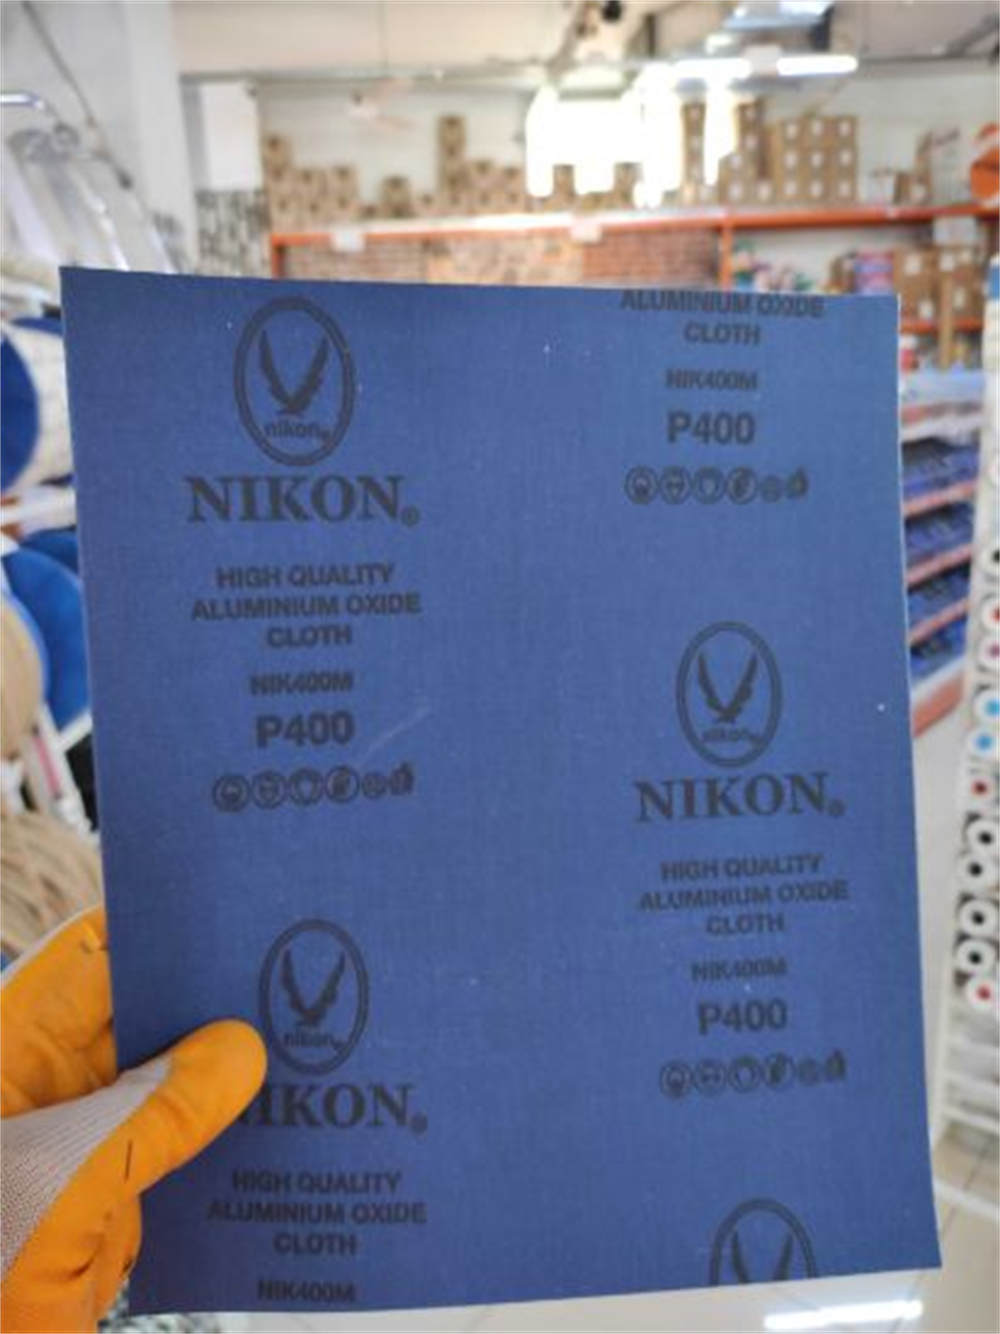 nikon®
NIKON®
HIGH QUALITY
ALUMINIUM OXIDE
CLOTH
NIK400M
P400
nikon®
IKON®
HIGH QUALITY
ALUMINIUM OXIDE
CLOTH
NIK400M
ALUMINIUM OXIDE
CLOTH
NIK400M
P400
nikon®
NIKON®
HIGH QUALITY
ALUMINIUM OXIDE
CLOTH
NIK400M
P400